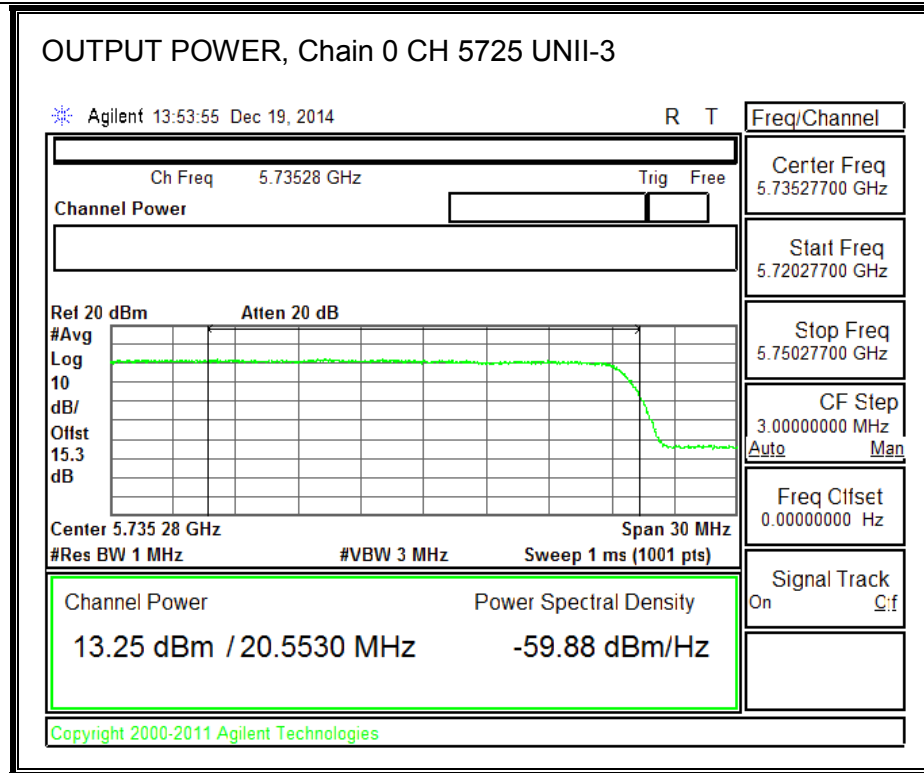 OUTPUT POWER, Chain 0 CH 5725 UNII-3
Agilent 13:53:55 Dec 19, 2014 R T
Freq/Channel
Ch Freq 5.73528 GHz Trig Free
Channel Power
Center Freq
5.73527700 GHz
Start Freq
5.72027700 GHz
Stop Freq
5.75027700 GHz
CF Step
3.00000000 MHz
Auto Man
Freq Offset
0.00000000 Hz
Signal Track
On Off
Ref 20 dBm Atten 20 dB
#Avg
Log
10
dB/
Offst
15.3
dB
Center 5.735 28 GHz Span 30 MHz
#Res BW 1 MHz #VBW 3 MHz Sweep 1 ms (1001 pts)
Channel Power Power Spectral Density
13.25 dBm / 20.5530 MHz -59.88 dBm/Hz
Copyright 2000-2011 Agilent Technologies